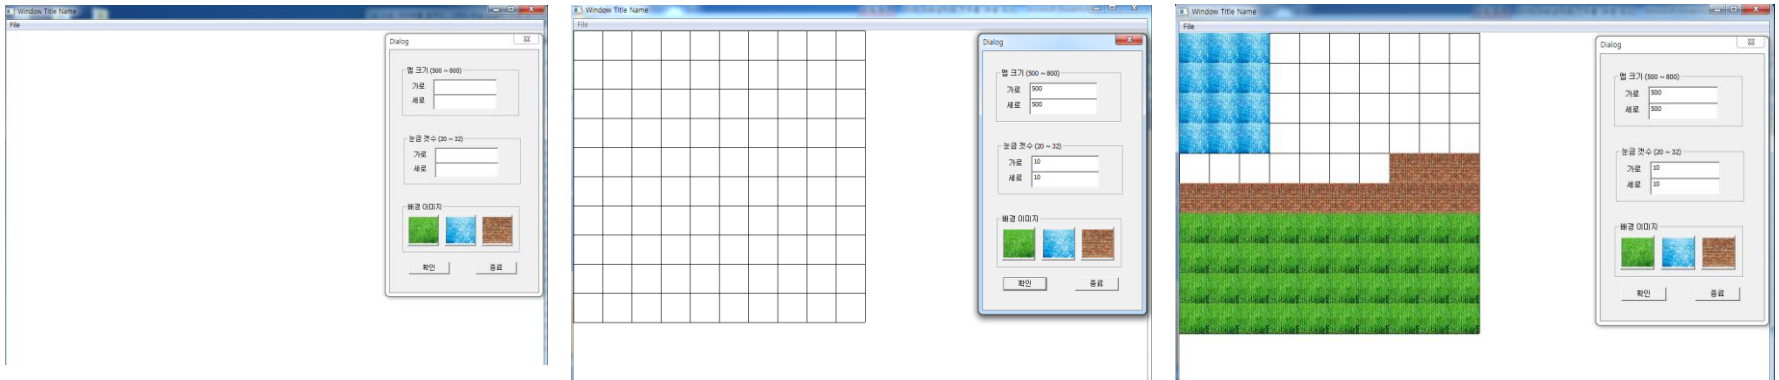 Window Title Name
File
Dialog
맵 크기 (500 ~ 800)
가로
세로
눈금 갯수 (20 ~ 32)
가로
세로
배경 이미지
확인
종료
Window Title Name
File
Dialog
맵 크기 (500 ~ 800)
가로 500
세로 500
눈금 갯수 (20 ~ 32)
가로 10
세로 10
배경 이미지
확인
종료
Window Title Name
File
Dialog
맵 크기 (500 ~ 800)
가로 500
세로 500
눈금 갯수 (20 ~ 32)
가로 10
세로 10
배경 이미지
확인
종료